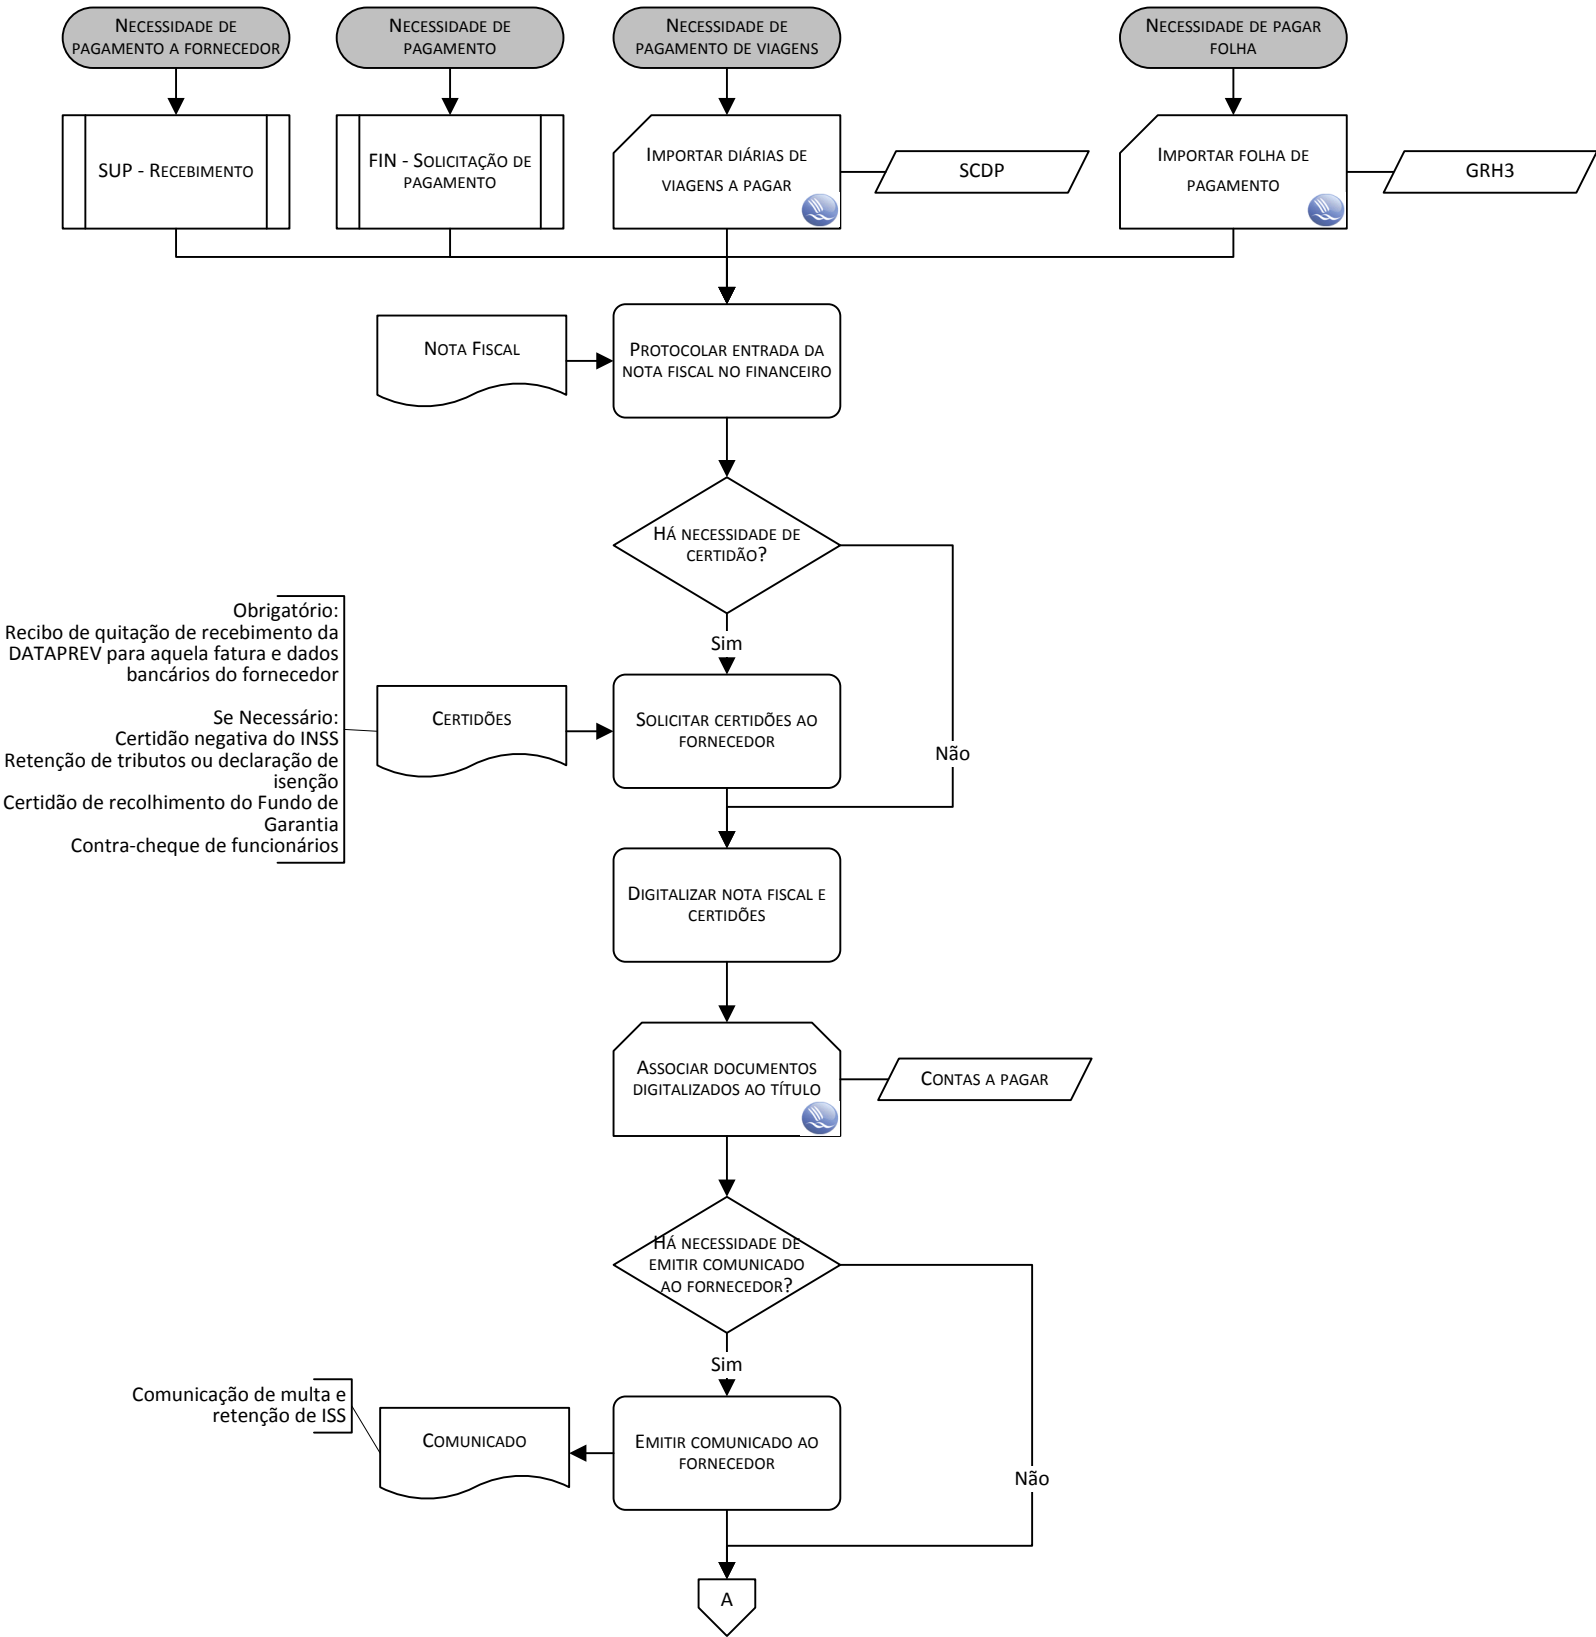 Necessidade de
pagamento a fornecedor
Necessidade de
pagamento
Necessidade de
pagamento de viagens
Necessidade de pagar
folha
SUP - Recebimento
FIN - Solicitação de
pagamento
Importar diárias de
viagens a pagar
SCDP
Importar folha de
pagamento
GRH3
Nota Fiscal
Protocolar entrada da
nota fiscal no financeiro
Há necessidade de
certidão?
Sim
Não
Obrigatório:
Recibo de quitação de recebimento da
DATAPREV para aquela fatura e dados
bancários do fornecedor
Se Necessário:
Certidão negativa do INSS
Retenção de tributos ou declaração de
isenção
Certidão de recolhimento do Fundo de
Garantia
Contra-cheque de funcionários
Certidões
Solicitar certidões ao
fornecedor
Digitalizar nota fiscal e
certidões
Associar documentos
digitalizados ao título
Contas a pagar
Há necessidade de
emitir comunicado
ao fornecedor?
Sim
Não
Comunicação de multa e
retenção de ISS
Comunicado
Emitir comunicado ao
fornecedor
A